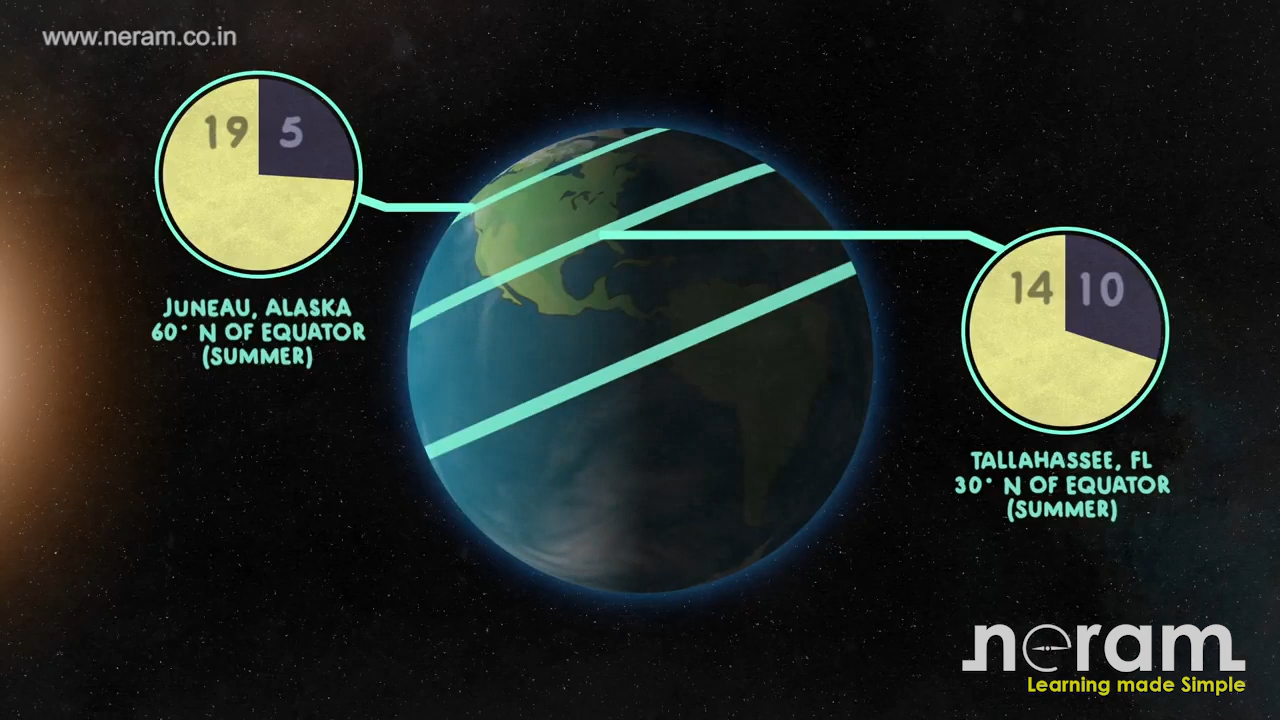 www.neram.co.in
19 5
JUNEAU, ALASKA
60° N OF EQUATOR
(SUMMER)
14 10
TALLAHASSEE, FL
30° N OF EQUATOR
(SUMMER)
neram
Learning made Simple